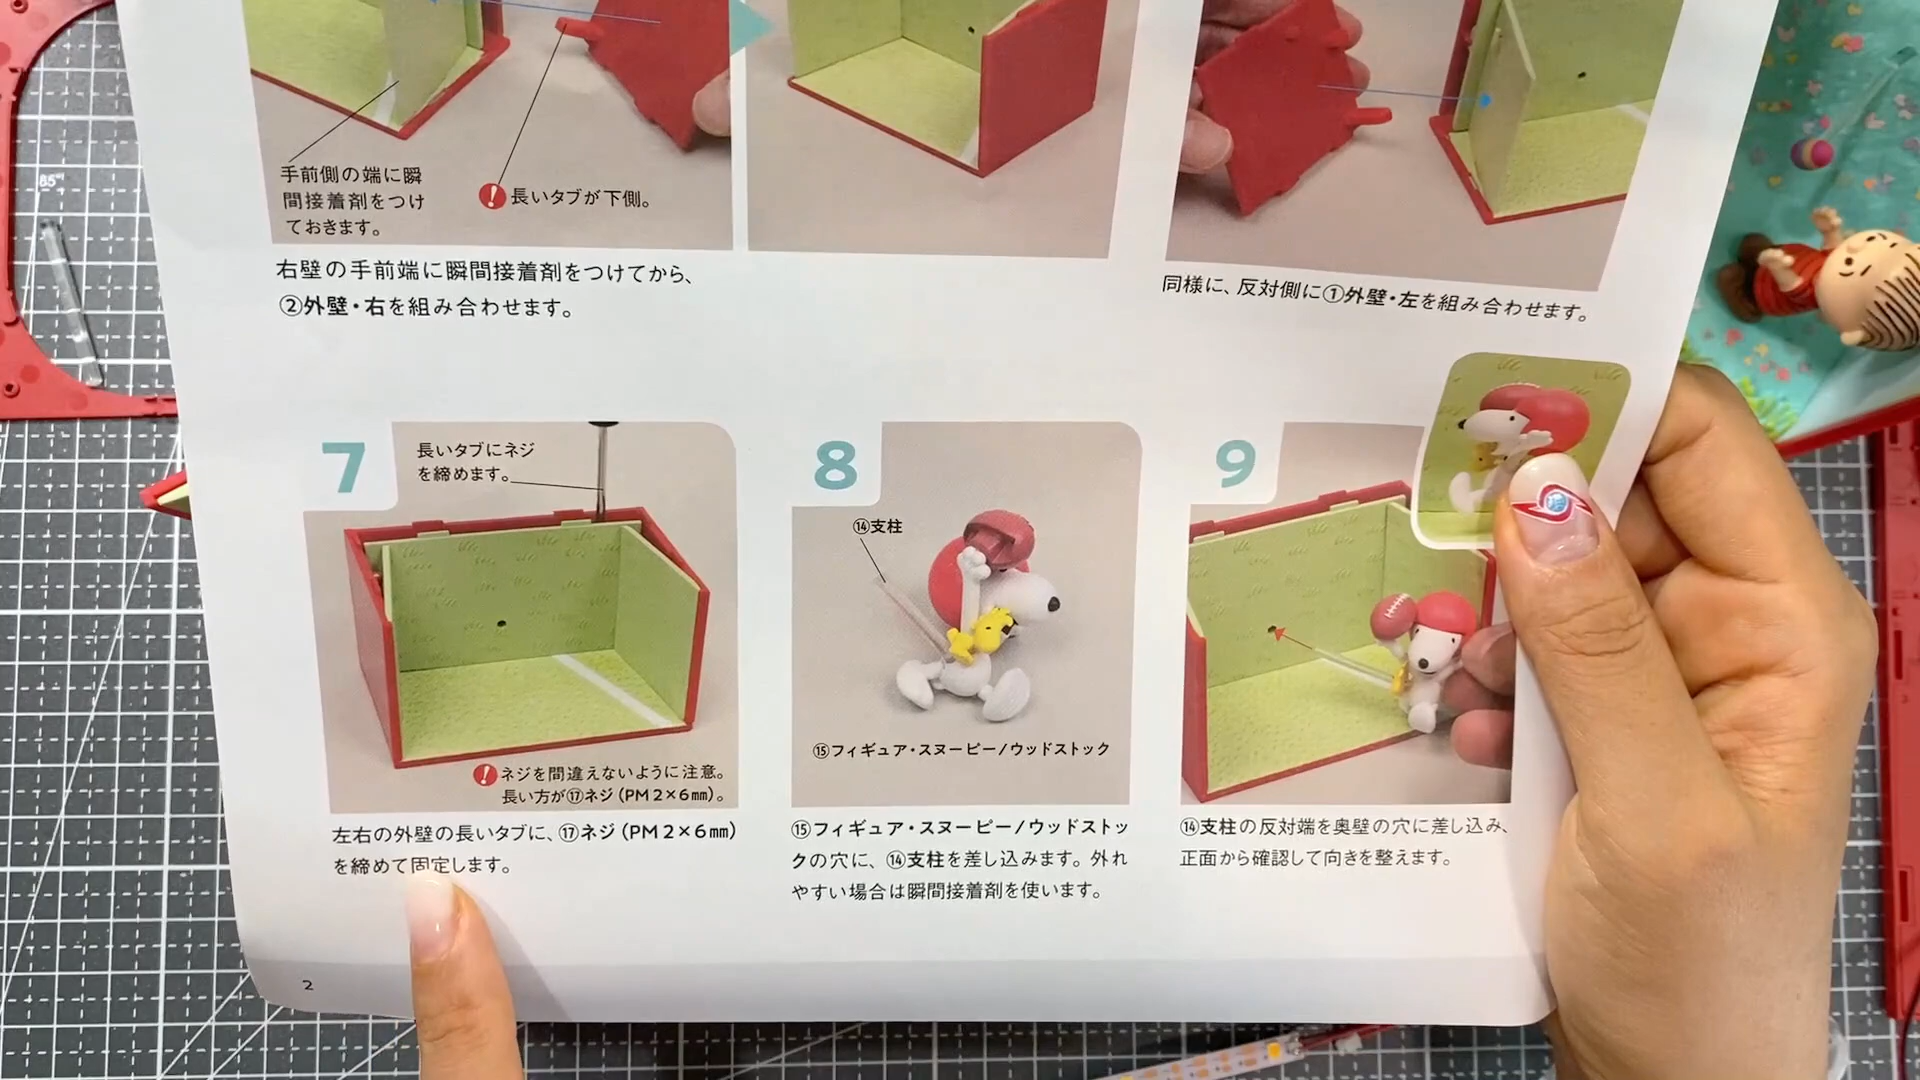 手前側の端に瞬
間接着剤をつけ
ておきます。
長いタブが下側。
右壁の手前端に瞬間接着剤をつけてから、
②外壁・右を組み合わせます。
同様に、反対側に①外壁・左を組み合わせます。
7
長いタブにネジ
を締めます。
ネジを間違えないように注意。
長い方が⑰ネジ(PM2×6㎜)。
左右の外壁の長いタブに、⑰ネジ(PM2×6㎜)
を締めて固定します。
8
⑭支柱
⑮フィギュア・スヌーピー/ウッドストック
⑮フィギュア・スヌーピー/ウッドストッ
クの穴に、⑭支柱を差し込みます。外れ
やすい場合は瞬間接着剤を使います。
9
⑭支柱の反対端を奥壁の穴に差し込み、
正面から確認して向きを整えます。
2